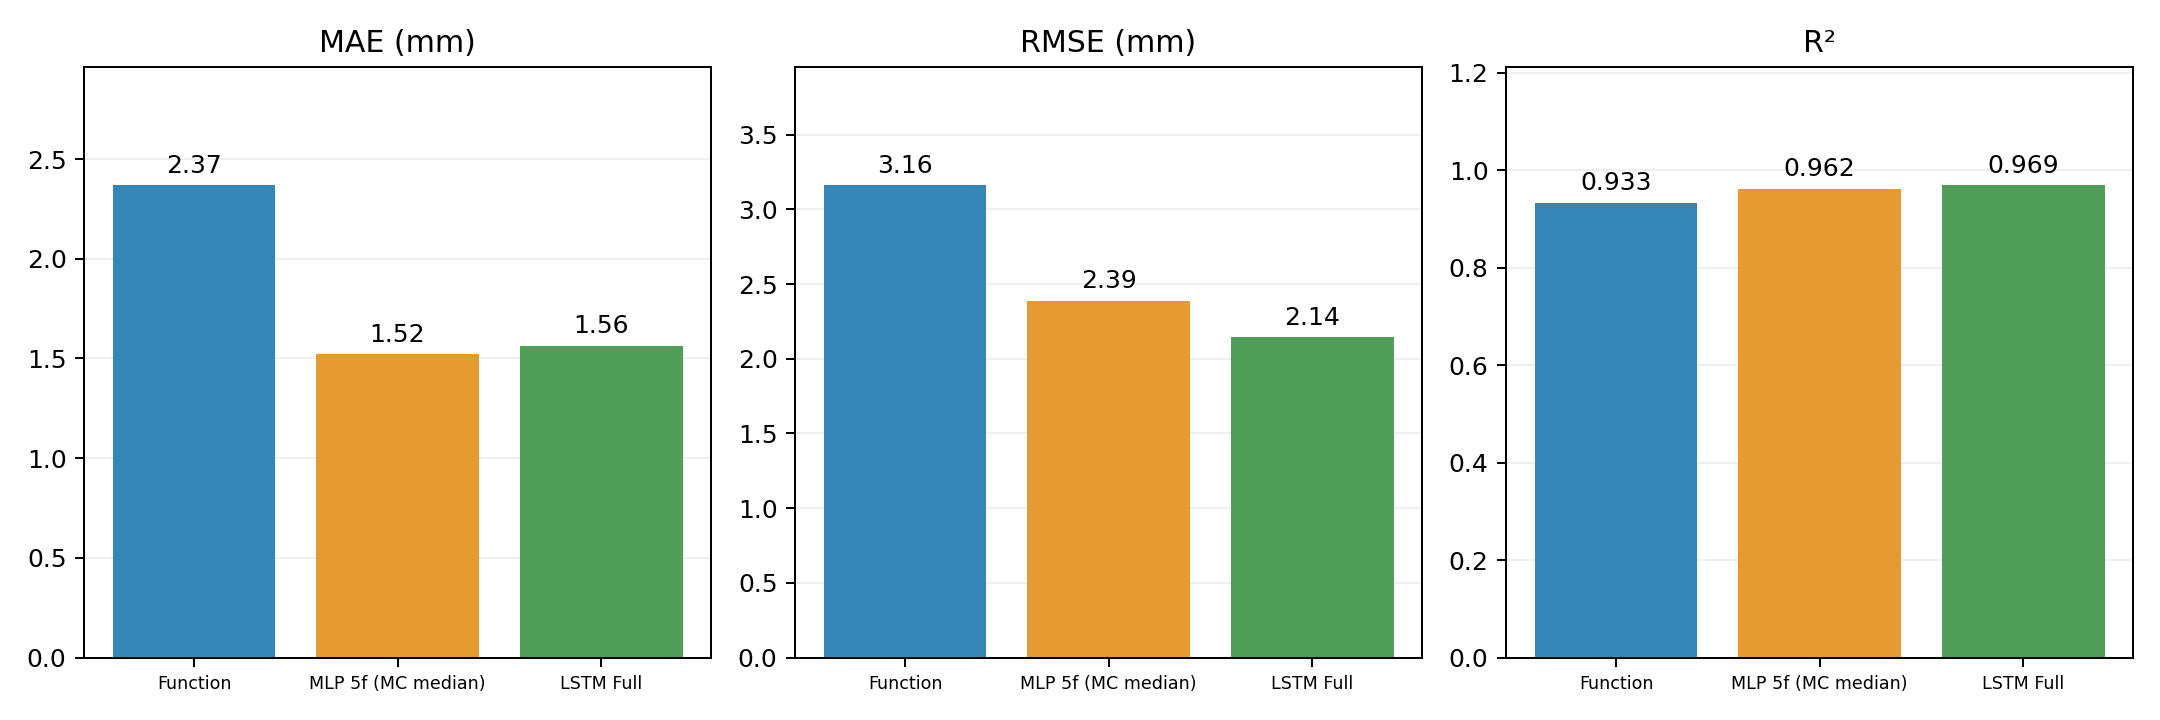 MAE (mm)
2.5
2.0
1.5
1.0
0.5
0.0
2.37
1.52
1.56
Function
MLP 5f (MC median)
LSTM Full
RMSE (mm)
3.5
3.0
2.5
2.0
1.5
1.0
0.5
0.0
3.16
2.39
2.14
Function
MLP 5f (MC median)
LSTM Full
R²
1.2
1.0
0.8
0.6
0.4
0.2
0.0
0.933
0.962
0.969
Function
MLP 5f (MC median)
LSTM Full